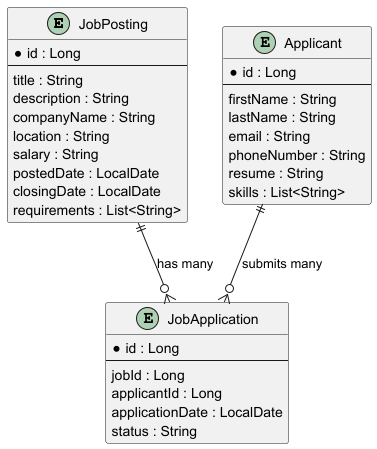 E JobPosting
id : Long
title : String
description : String
companyName : String
location : String
salary : String
postedDate : LocalDate
closingDate : LocalDate
requirements : List<String>
E Applicant
id : Long
firstName : String
lastName : String
email : String
phoneNumber : String
resume : String
skills : List<String>
has many
submits many
E JobApplication
id : Long
jobId : Long
applicantId : Long
applicationDate : LocalDate
status : String